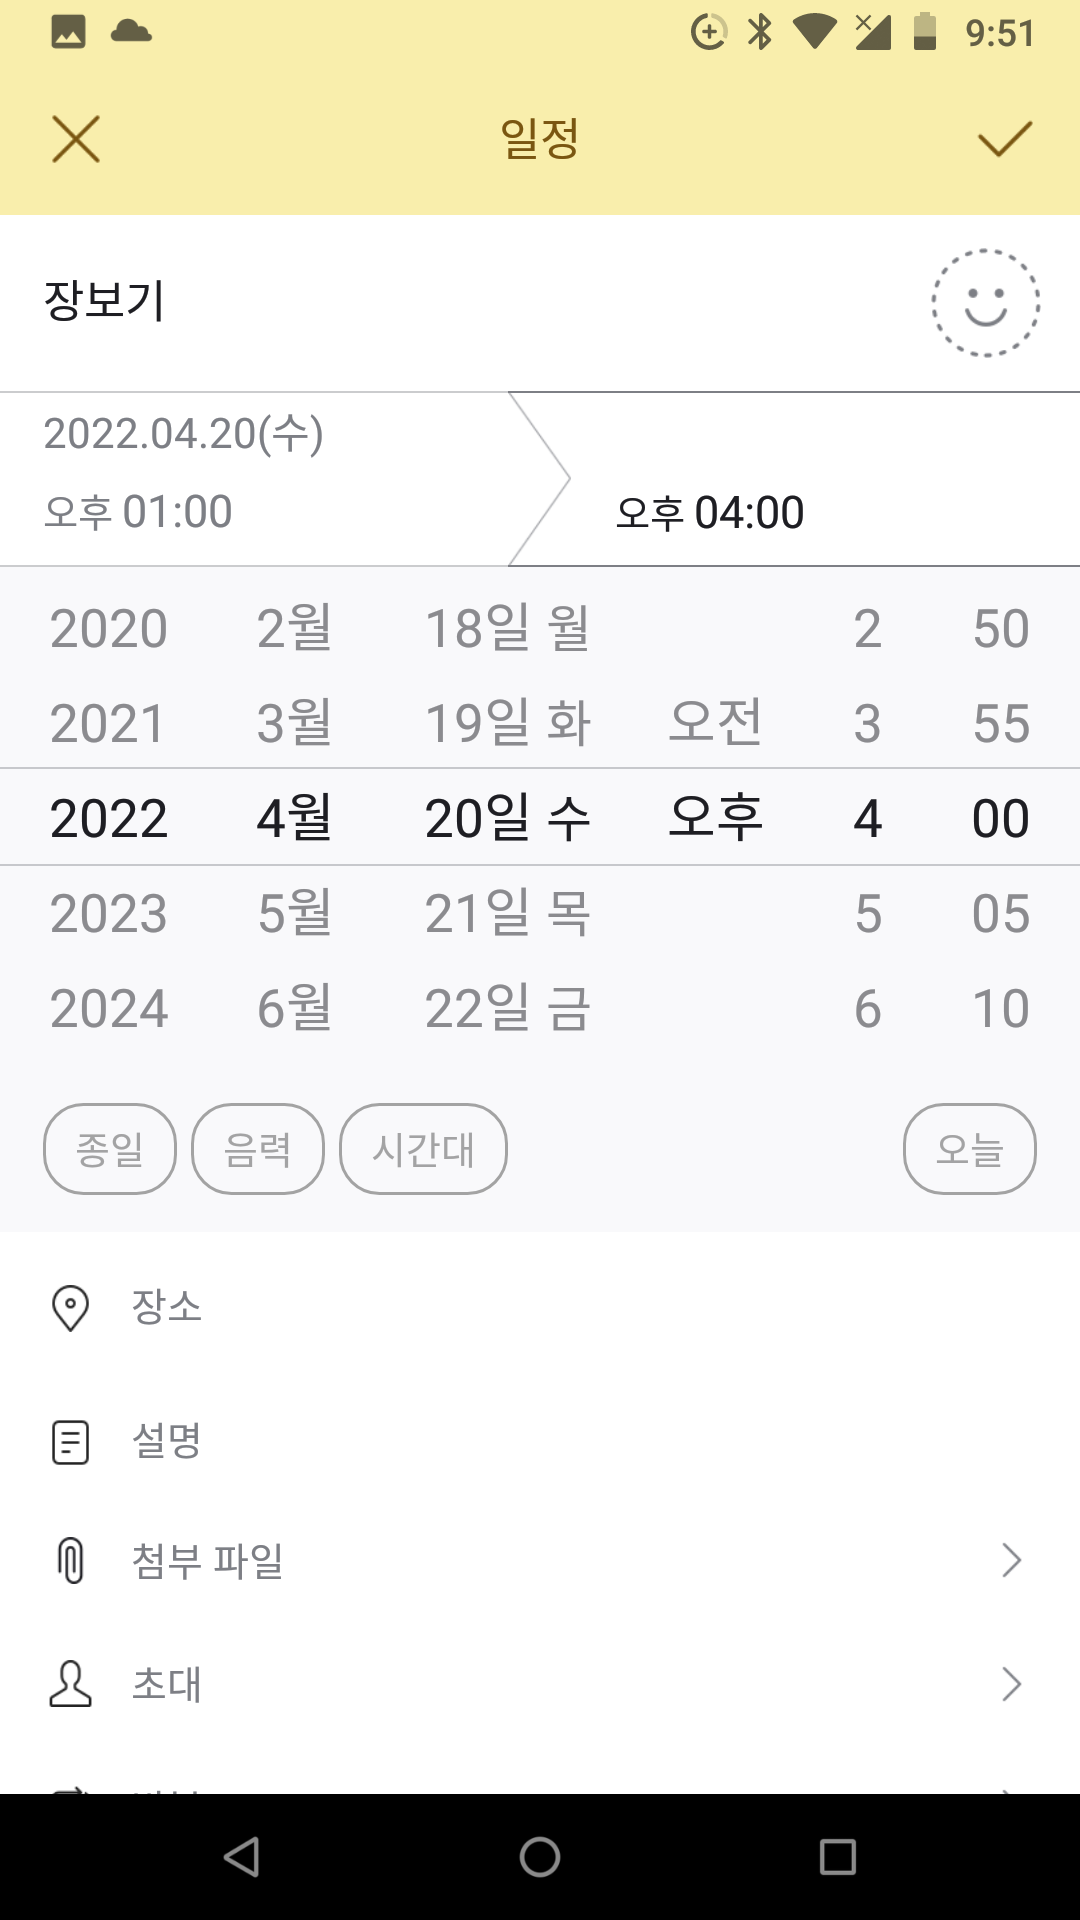 9:51
일정
장보기
2022.04.20(수)
오후 01:00
오후 04:00
2020 2월 18일 월 2 50
2021 3월 19일 화 오전 3 55
2022 4월 20일 수 오후 4 00
2023 5월 21일 목 5 05
2024 6월 22일 금 6 10
종일 음력 시간대 오늘
장소
설명
첨부 파일
초대